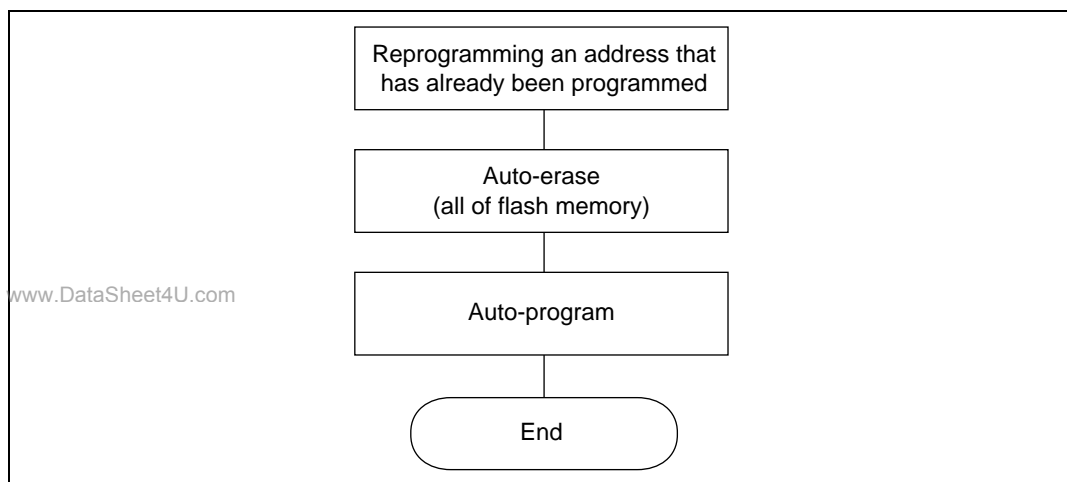 Reprogramming an address that
has already been programmed
Auto-erase
(all of flash memory)
www.DataSheet4U.com
Auto-program
End